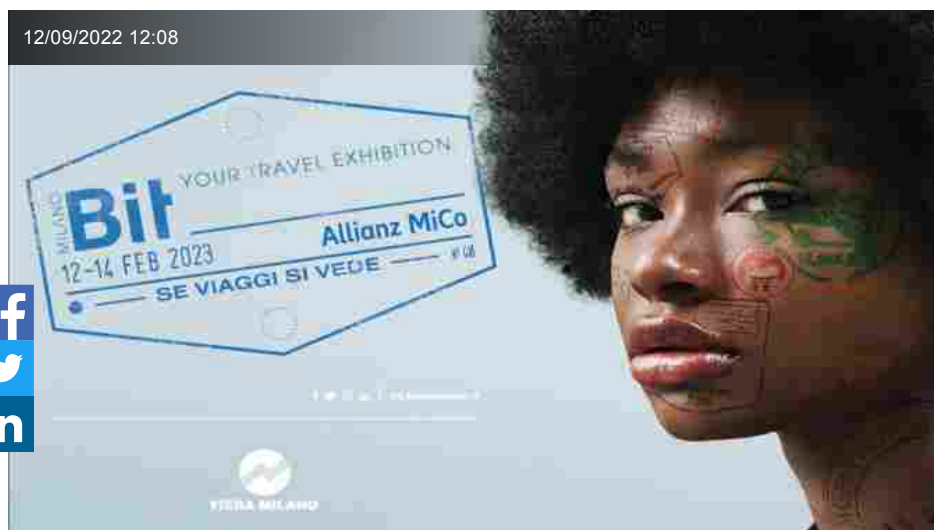 12/09/2022 12:08
YOUR TRAVEL EXHIBITION
MILANO
Bit
Allianz MiCo
12-14 FEB 2023
SE VIAGGI SI VEDE
FIERA MILANO
f
n